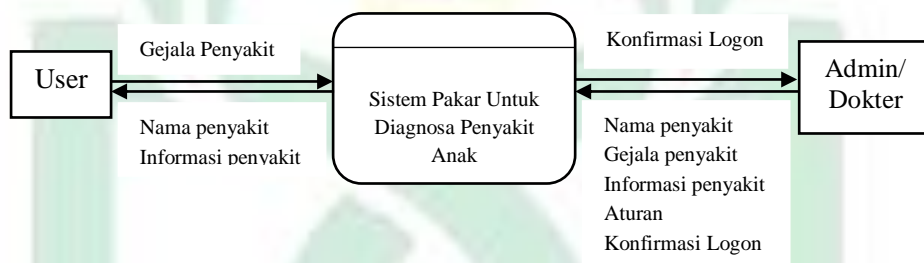 User
Gejala Penyakit
Nama penyakit
Informasi penyakit
Sistem Pakar Untuk
Diagnosa Penyakit
Anak
Konfirmasi Logon
Nama penyakit
Gejala penyakit
Informasi penyakit
Aturan
Konfirmasi Logon
Admin/
Dokter